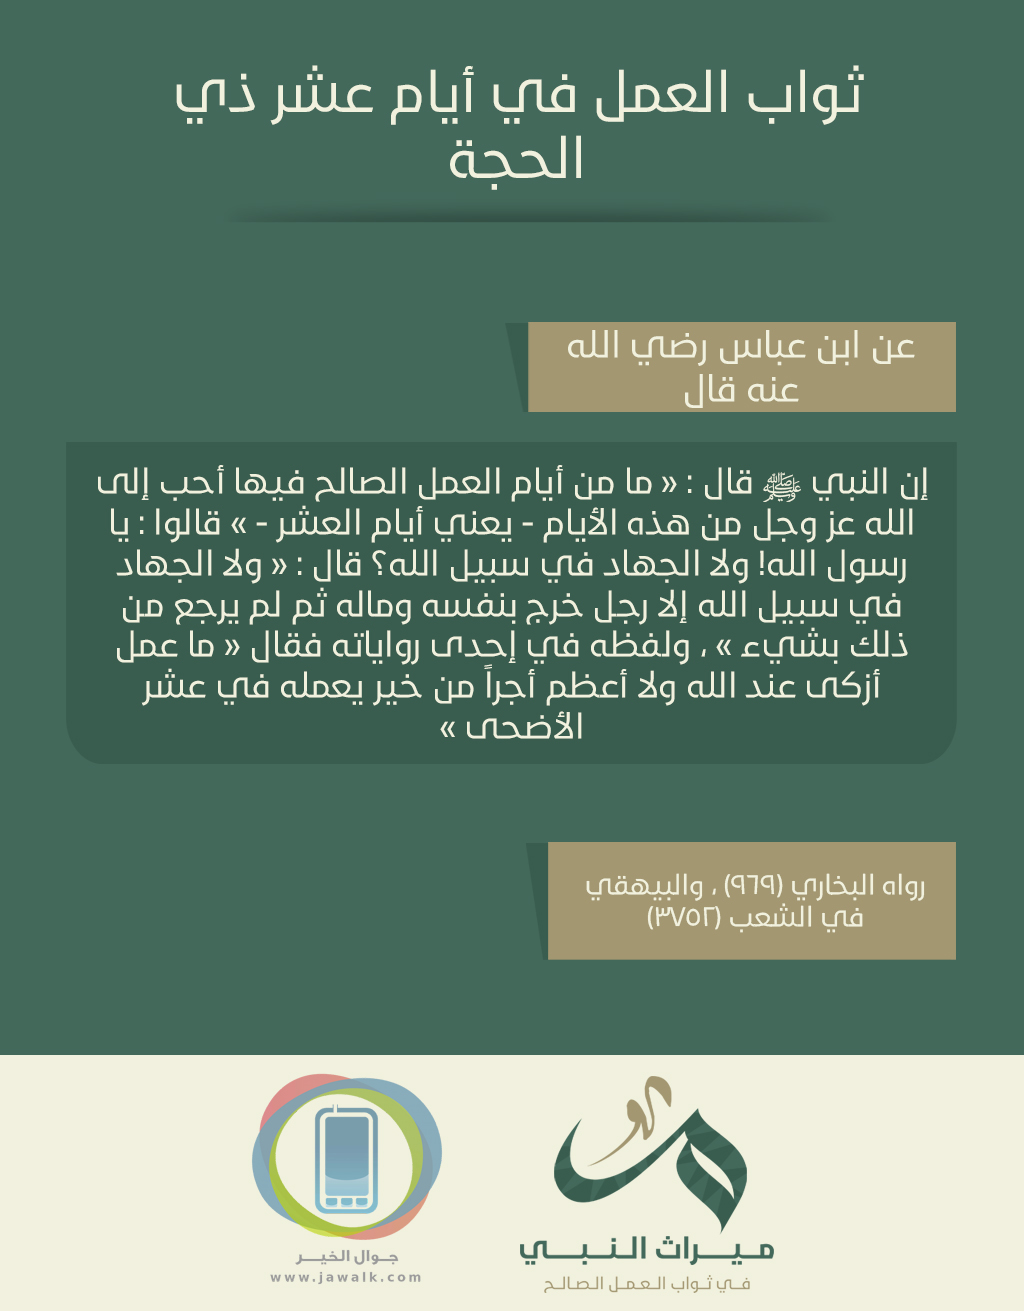 ثواب العمل في أيام عشر ذي
الحجة
عن ابن عباس رضي الله
عنه قال
إن النبي ﷺ قال : « ما من أيام العمل الصالح فيها أحب إلى
الله عز وجل من هذه الأيام - يعني أيام العشر - » قالوا : يا
رسول الله! ولا الجهاد في سبيل الله؟ قال : « ولا الجهاد
في سبيل الله إلا رجل خرج بنفسه وماله ثم لم يرجع من
ذلك بشيء » ، ولفظه في إحدى رواياته فقال « ما عمل
أزكى عند الله ولا أعظم أجراً من خير يعمله في عشر
الأضحى »
رواه البخاري (٩٦٩) ، والبيهقي
في الشعب (٣٧٥٢)
ميراث النبي
في ثواب العمل الصالح
جوال الخير
www.jawalk.com